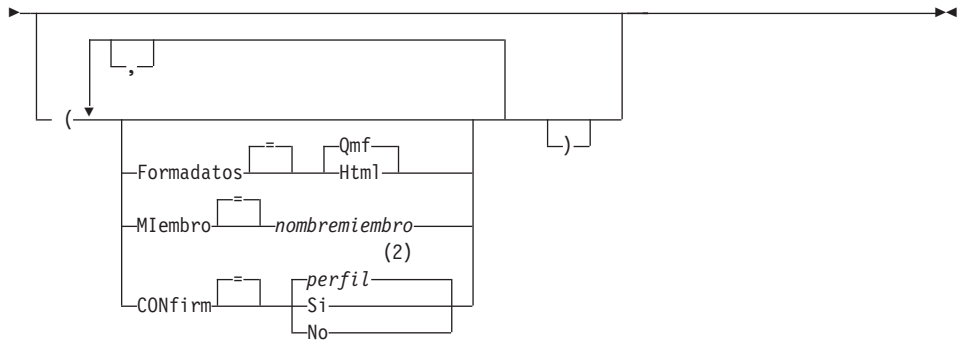 ,
(
)
=
Qmf
Formadatos
Html
=
MIembro
nombremiembro
(2)
=
perfil
CONfirm
Si
No